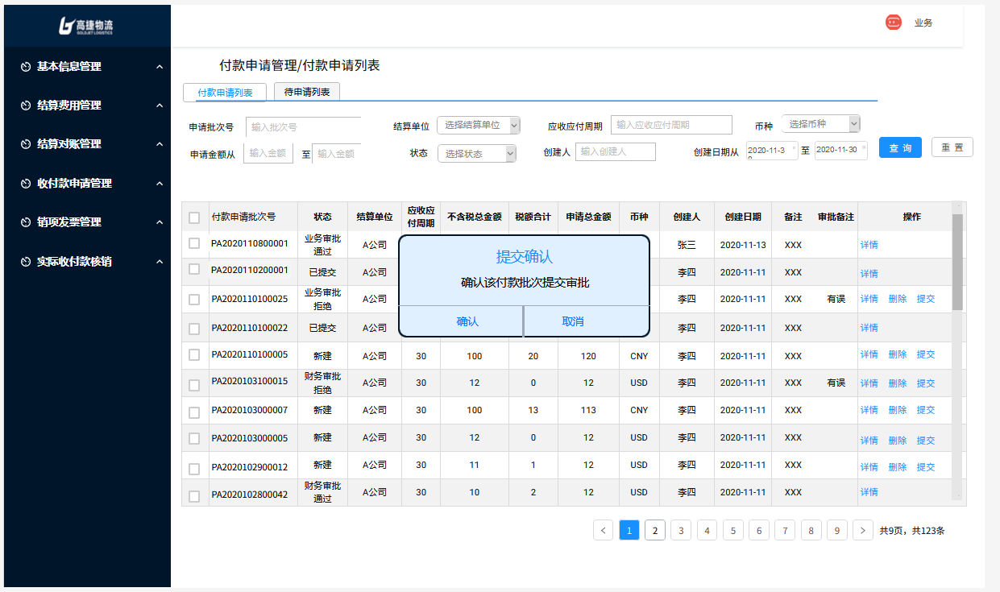 高捷物流
GOLDJET LOGISTICS
业务
基本信息管理
结算费用管理
结算对账管理
收付款申请管理
销项发票管理
实际收付款核销
付款申请管理/付款申请列表
付款申请列表 待申请列表
申请批次号 输入批次号 结算单位 选择结算单位 应收应付周期 输入应收应付周期 币种 选择币种
申请金额从 输入金额 至 输入金额 状态 选择状态 创建人 输入创建人 创建日期从 2020-11-3 至 2020-11-30 查 询 重 置
付款申请批次号 状态 结算单位 应收应付周期 不含税总金额 税额合计 申请总金额 币种 创建人 创建日期 备注 审批备注 操作
PA2020110800001 业务审批通过 A公司 张三 2020-11-13 XXX 详情
PA2020110200001 已提交 A公司 李四 2020-11-11 XXX 详情
PA2020110100025 业务审批拒绝 A公司 李四 2020-11-11 XXX 有误 详情 删除 提交
PA2020110100022 已提交 A公司 李四 2020-11-11 XXX 详情
PA2020110100005 新建 A公司 30 100 20 120 CNY 李四 2020-11-11 XXX 详情 删除 提交
PA2020103100015 财务审批拒绝 A公司 30 12 0 12 USD 李四 2020-11-11 XXX 有误 详情 删除 提交
PA2020103000007 新建 A公司 30 100 13 113 CNY 李四 2020-11-11 XXX 详情 删除 提交
PA2020103000005 新建 A公司 30 12 0 12 USD 李四 2020-11-11 XXX 详情 删除 提交
PA2020102900012 新建 A公司 30 11 1 12 USD 李四 2020-11-11 XXX 详情 删除 提交
PA2020102800042 财务审批通过 A公司 30 10 2 12 USD 李四 2020-11-11 XXX 详情
提交确认
确认该付款批次提交审批
确认 取消
< 1 2 3 4 5 6 7 8 9 > 共9页，共123条